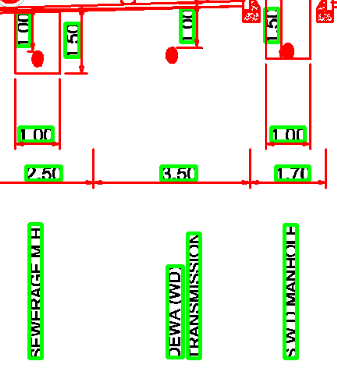 1.00
1.50
1.00
1.50
1.00
1.00
2.50
3.50
1.70
SEWERAGE M.H
DEWA (WD)
TRANSMISSION
S.W.D MANHOLE